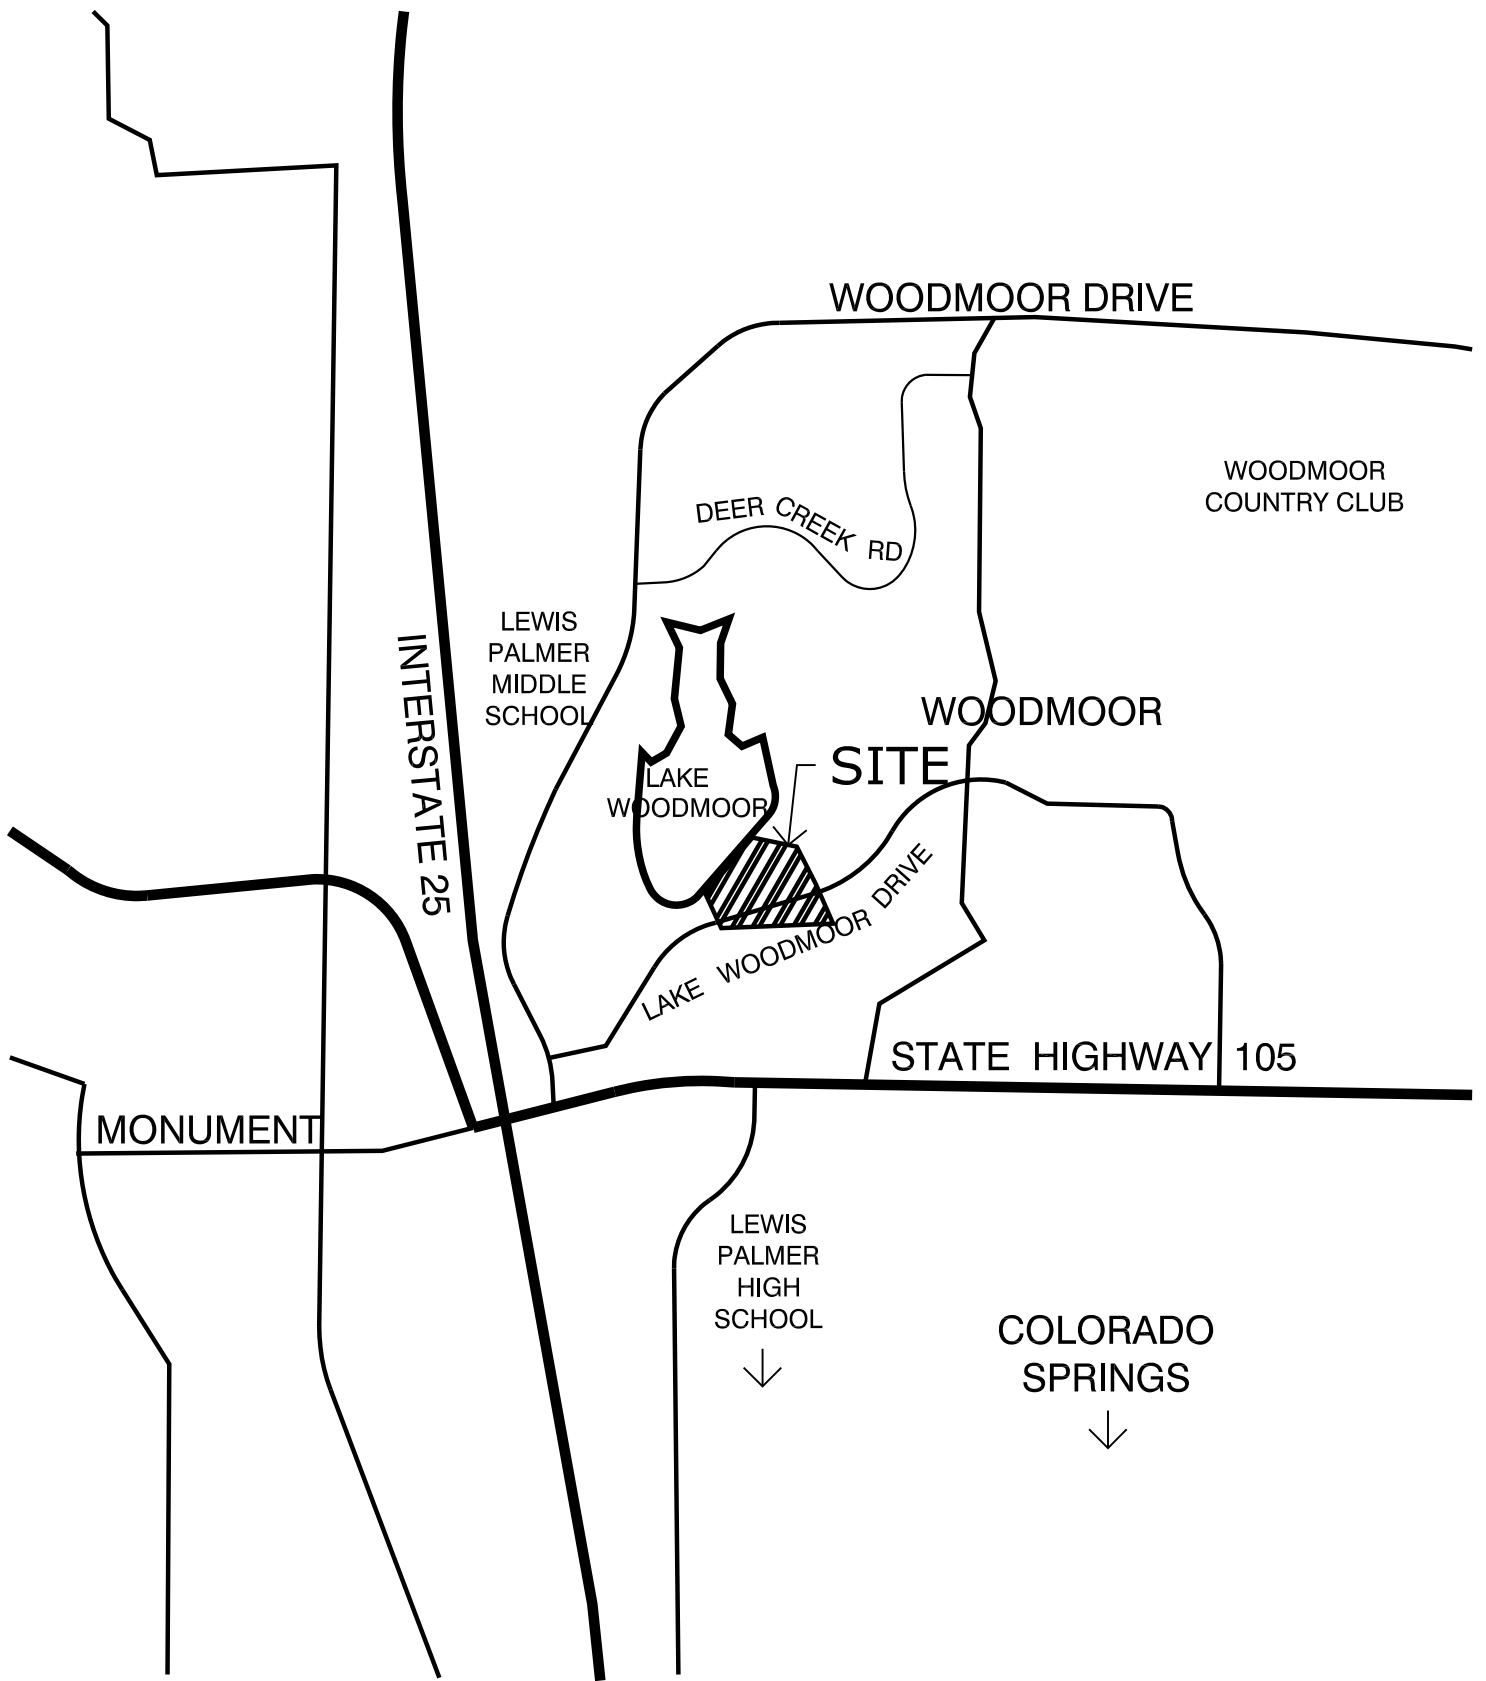 WOODMOOR DRIVE
WOODMOOR
COUNTRY CLUB
DEER CREEK RD
LEWIS
PALMER
MIDDLE
SCHOOL
INTERSTATE 25
WOODMOOR
SITE
LAKE
WOODMOOR
LAKE WOODMOOR DRIVE
STATE HIGHWAY 105
MONUMENT
LEWIS
PALMER
HIGH
SCHOOL
COLORADO
SPRINGS